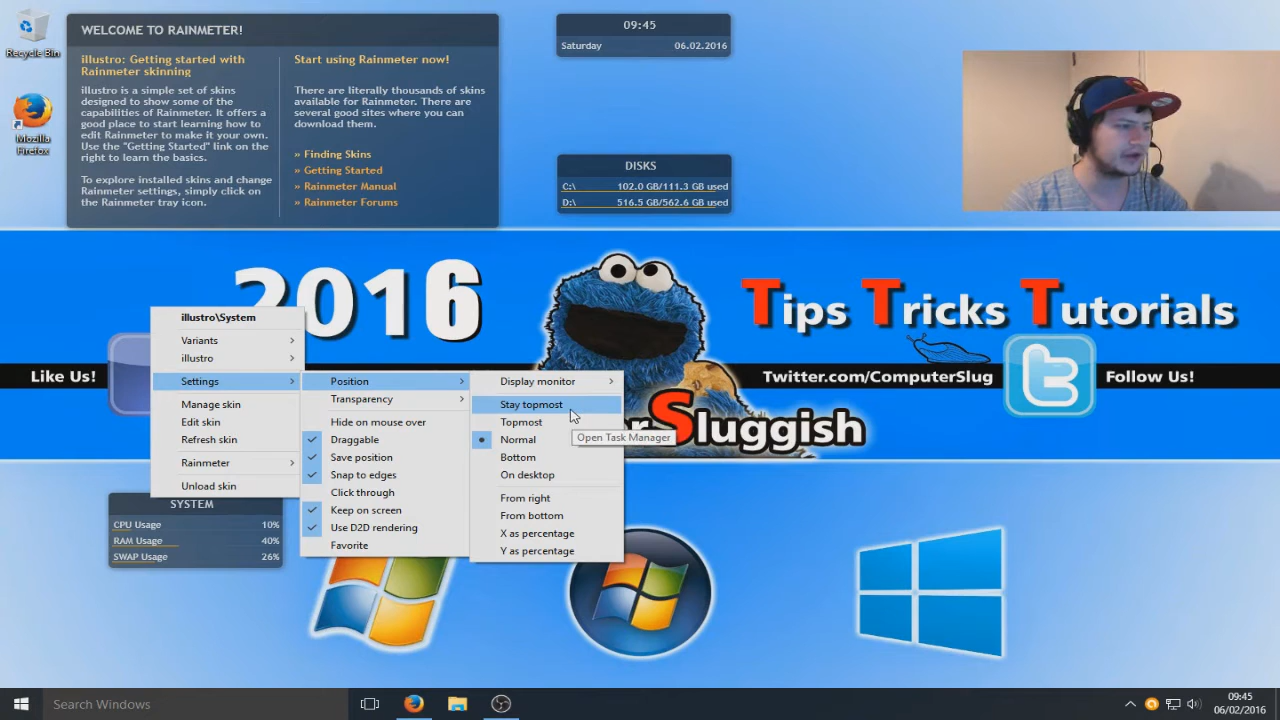 Recycle Bin
Mozilla
Firefox
WELCOME TO RAINMETER!
illustro: Getting started with
Rainmeter skinning
illustro is a simple set of skins
designed to show some of the
capabilities of Rainmeter. It offers a
good place to start learning how to
edit Rainmeter to make it your own.
Use the "Getting Started" link on the
right to learn the basics.
To explore installed skins and change
Rainmeter settings, simply click on
the Rainmeter tray icon.
Start using Rainmeter now!
There are literally thousands of skins
available for Rainmeter. There are
several good sites where you can
download them.
» Finding Skins
» Getting Started
» Rainmeter Manual
» Rainmeter Forums
09:45
Saturday 06.02.2016
DISKS
C:\ 102.0 GB/111.3 GB used
D:\ 516.5 GB/562.6 GB used
2016
Tips Tricks Tutorials
Like Us!
Twitter.com/ComputerSlug
Follow Us!
r Sluggish
illustro\System
Variants
illustro
Settings
Manage skin
Edit skin
Refresh skin
Rainmeter
Unload skin
Position
Transparency
Hide on mouse over
Draggable
Save position
Snap to edges
Click through
Keep on screen
Use D2D rendering
Favorite
Display monitor
Stay topmost
Topmost
Normal
Bottom
On desktop
From right
From bottom
X as percentage
Y as percentage
Open Task Manager
SYSTEM
CPU Usage 10%
RAM Usage 40%
SWAP Usage 26%
Search Windows
09:45
06/02/2016